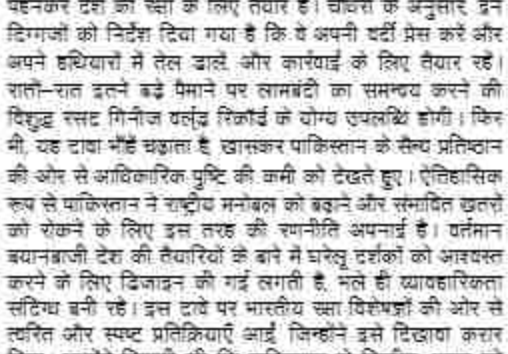 पहनकर देश की रक्षा के लिए तैयार हैं। चौधरी के अनुसार, इन
दिग्गजों को निर्देश दिया गया है कि वे अपनी वर्दी प्रेस करें और
अपने हथियारों में तेल डालें, और कार्रवाई के लिए तैयार रहें।
रातों–रात इतने बड़े पैमाने पर लामबंदी का समन्वय करने की
विशुद्ध रसद गिनीज वर्ल्ड रिकॉर्ड के योग्य उपलब्धि होगी। फिर
भी, यह दावा भौंहें चढ़ाता है, खासकर पाकिस्तान के सैन्य प्रतिष्ठान
की ओर से आधिकारिक पुष्टि की कमी को देखते हुए। ऐतिहासिक
रूप से पाकिस्तान ने राष्ट्रीय मनोबल को बढ़ाने और संभावित खतरों
को रोकने के लिए इस तरह की रणनीति अपनाई है। वर्तमान
बयानबाजी देश की तैयारियों के बारे में घरेलू दर्शकों को आश्वस्त
करने के लिए डिजाइन की गई लगती है, भले ही व्यावहारिकता
संदिग्ध बनी रहे। इस दावे पर भारतीय रक्षा विशेषज्ञों की ओर से
त्वरित और स्पष्ट प्रतिक्रियाएँ आईं, जिन्होंने इसे दिखावा करार